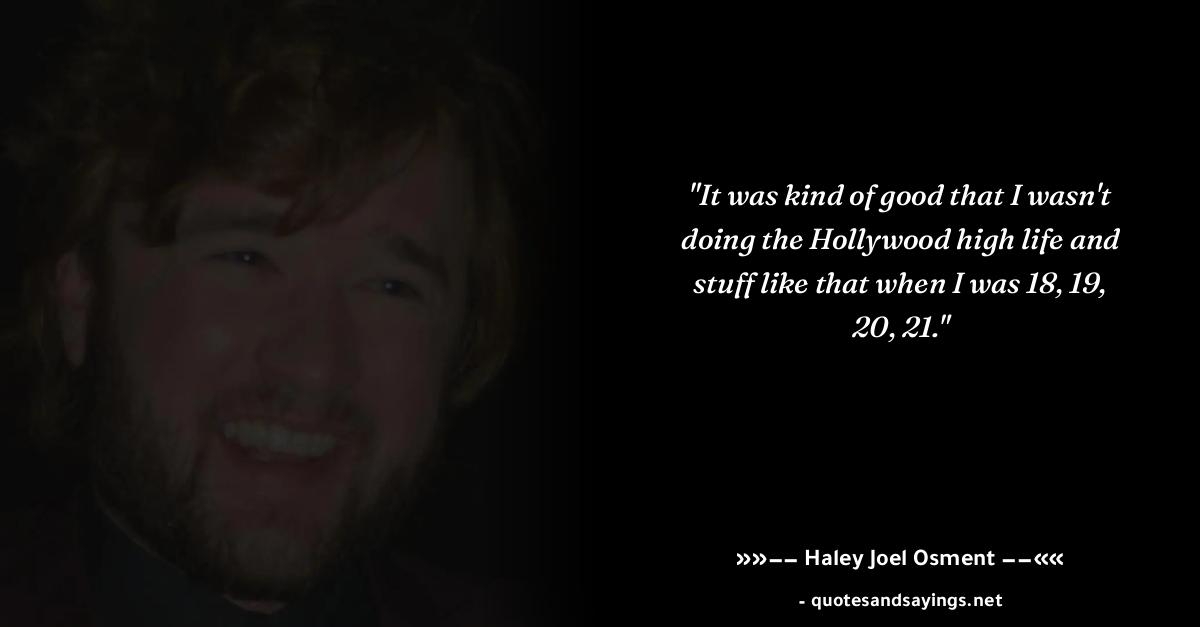 "It was kind of good that I wasn't
doing the Hollywood high life and
stuff like that when I was 18, 19,
20, 21."
»»–– Haley Joel Osment ––««
- quotesandsayings.net